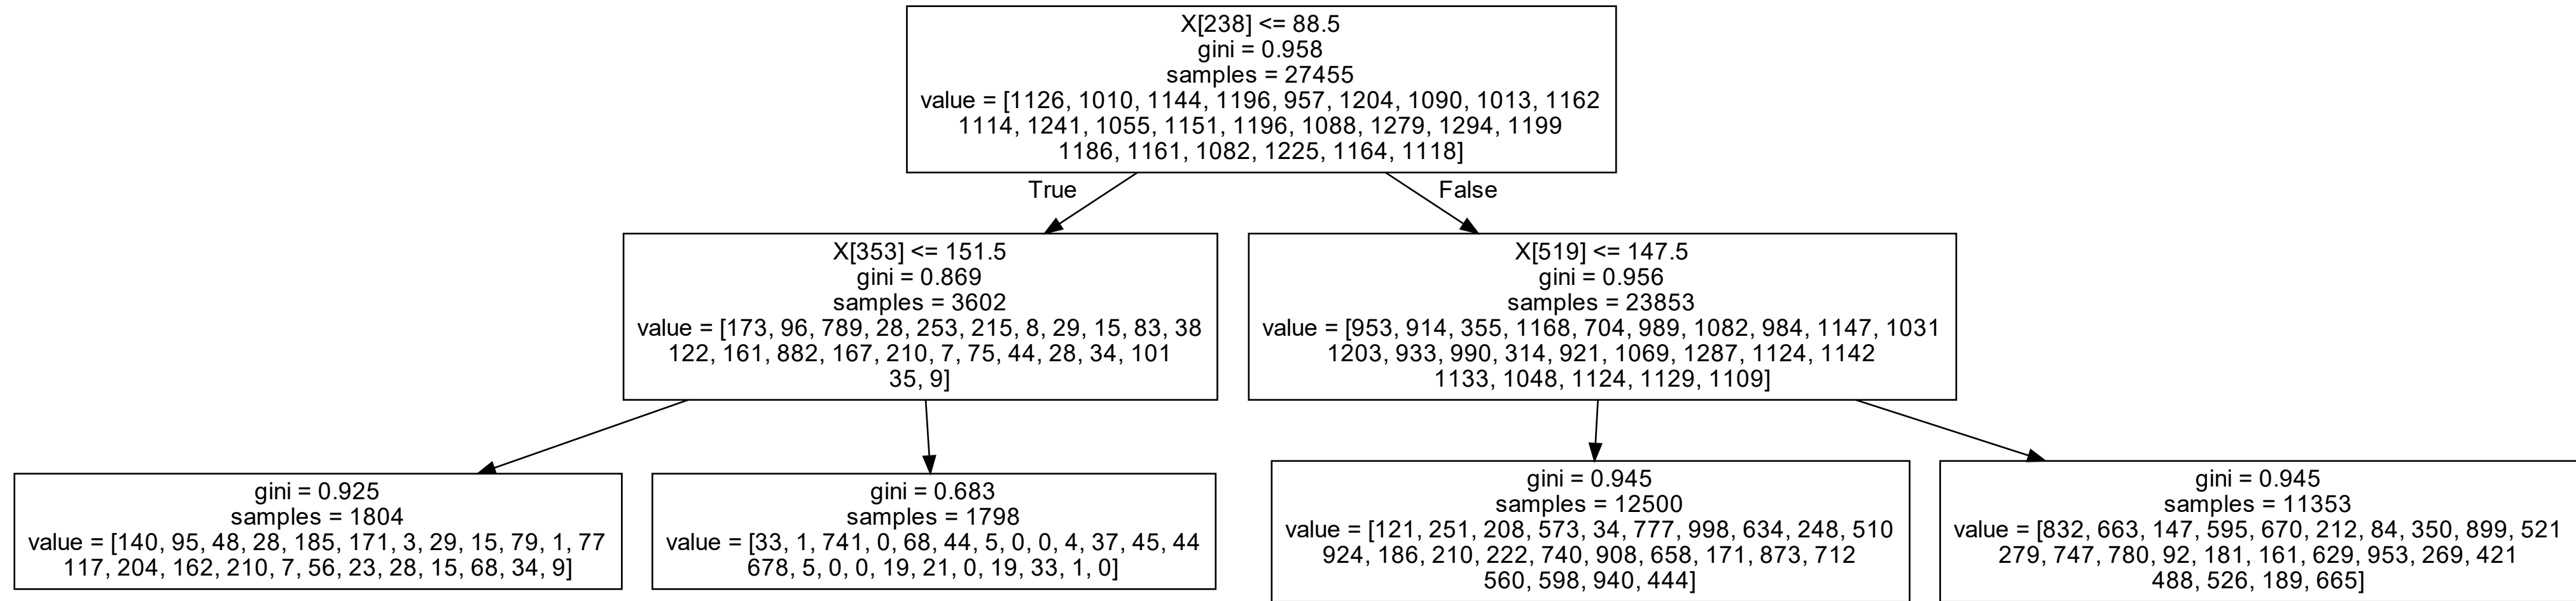 X[238] <= 88.5
gini = 0.958
samples = 27455
value = [1126, 1010, 1144, 1196, 957, 1204, 1090, 1013, 1162
1114, 1241, 1055, 1151, 1196, 1088, 1279, 1294, 1199
1186, 1161, 1082, 1225, 1164, 1118]
True
False
X[353] <= 151.5
gini = 0.869
samples = 3602
value = [173, 96, 789, 28, 253, 215, 8, 29, 15, 83, 38
122, 161, 882, 167, 210, 7, 75, 44, 28, 34, 101
35, 9]
X[519] <= 147.5
gini = 0.956
samples = 23853
value = [953, 914, 355, 1168, 704, 989, 1082, 984, 1147, 1031
1203, 933, 990, 314, 921, 1069, 1287, 1124, 1142
1133, 1048, 1124, 1129, 1109]
gini = 0.925
samples = 1804
value = [140, 95, 48, 28, 185, 171, 3, 29, 15, 79, 1, 77
117, 204, 162, 210, 7, 56, 23, 28, 15, 68, 34, 9]
gini = 0.683
samples = 1798
value = [33, 1, 741, 0, 68, 44, 5, 0, 0, 4, 37, 45, 44
678, 5, 0, 0, 19, 21, 0, 19, 33, 1, 0]
gini = 0.945
samples = 12500
value = [121, 251, 208, 573, 34, 777, 998, 634, 248, 510
924, 186, 210, 222, 740, 908, 658, 171, 873, 712
560, 598, 940, 444]
gini = 0.945
samples = 11353
value = [832, 663, 147, 595, 670, 212, 84, 350, 899, 521
279, 747, 780, 92, 181, 161, 629, 953, 269, 421
488, 526, 189, 665]